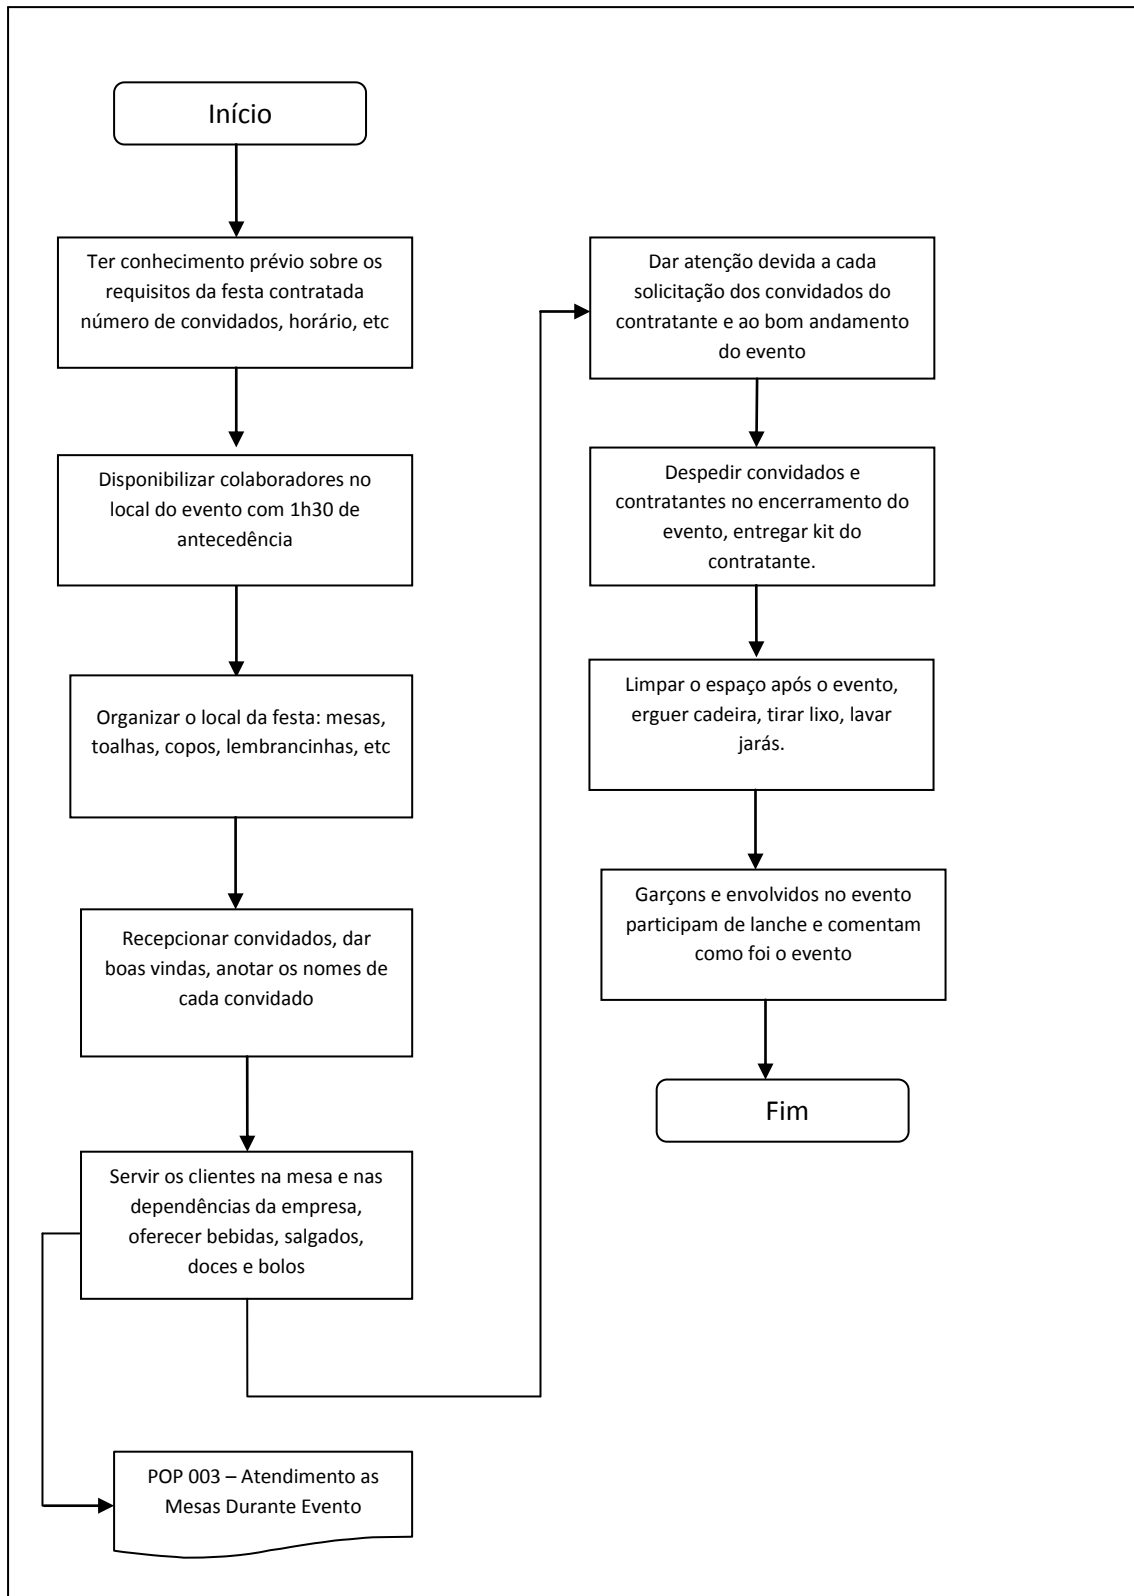 Início
Ter conhecimento prévio sobre os
requisitos da festa contratada
número de convidados, horário, etc
Disponibilizar colaboradores no
local do evento com 1h30 de
antecedência
Organizar o local da festa: mesas,
toalhas, copos, lembrancinhas, etc
Recepcionar convidados, dar
boas vindas, anotar os nomes de
cada convidado
Servir os clientes na mesa e nas
dependências da empresa,
oferecer bebidas, salgados,
doces e bolos
POP 003 – Atendimento as
Mesas Durante Evento
Dar atenção devida a cada
solicitação dos convidados do
contratante e ao bom andamento
do evento
Despedir convidados e
contratantes no encerramento do
evento, entregar kit do
contratante.
Limpar o espaço após o evento,
erguer cadeira, tirar lixo, lavar
jarás.
Garçons e envolvidos no evento
participam de lanche e comentam
como foi o evento
Fim